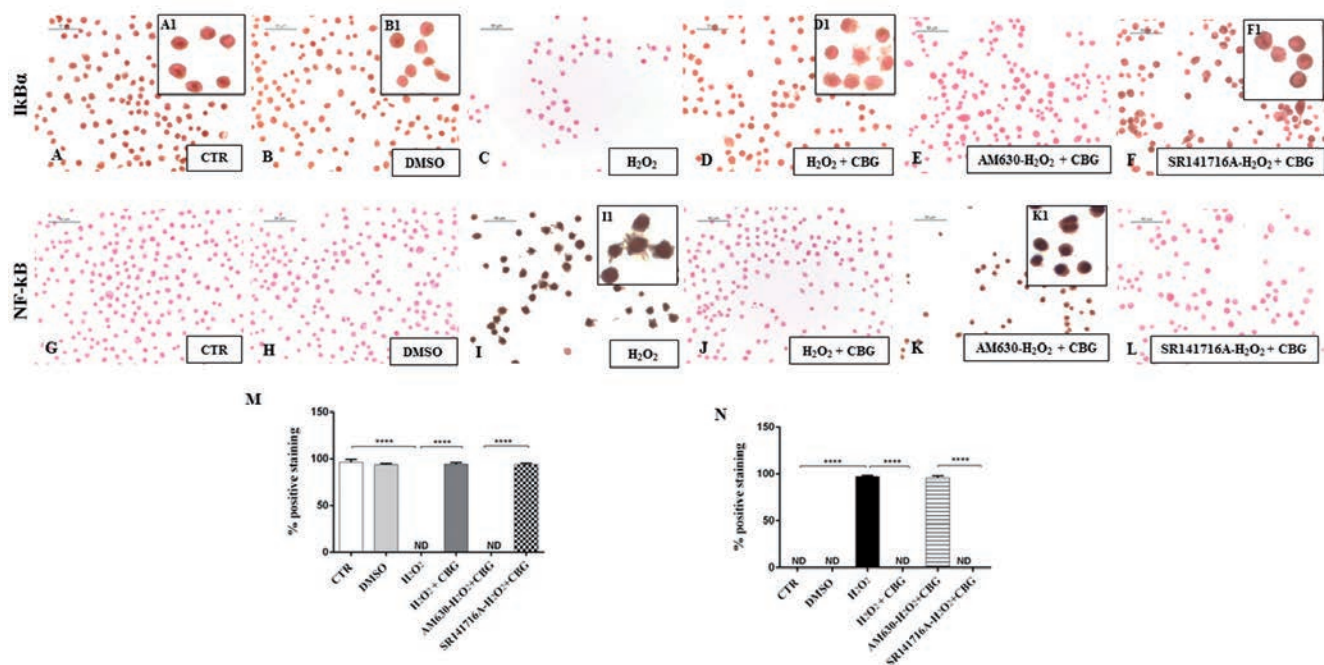 IkBα
A1
B1
D1
F1
A
CTR
B
DMSO
C
H₂O₂
D
H₂O₂ + CBG
E
AM630-H₂O₂ + CBG
F
SR141716A-H₂O₂ + CBG
NF-kB
I1
K1
G
CTR
H
DMSO
I
H₂O₂
J
H₂O₂ + CBG
K
AM630-H₂O₂ + CBG
L
SR141716A-H₂O₂ + CBG
M
% positive staining
150
100
50
0
****
****
****
ND
ND
CTR
DMSO
H₂O₂
H₂O₂ + CBG
AM630-H₂O₂+CBG
SR141716A-H₂O₂+CBG
N
% positive staining
150
100
50
0
****
****
****
ND
ND
ND
ND
CTR
DMSO
H₂O₂
H₂O₂ + CBG
AM630-H₂O₂+CBG
SR141716A-H₂O₂+CBG